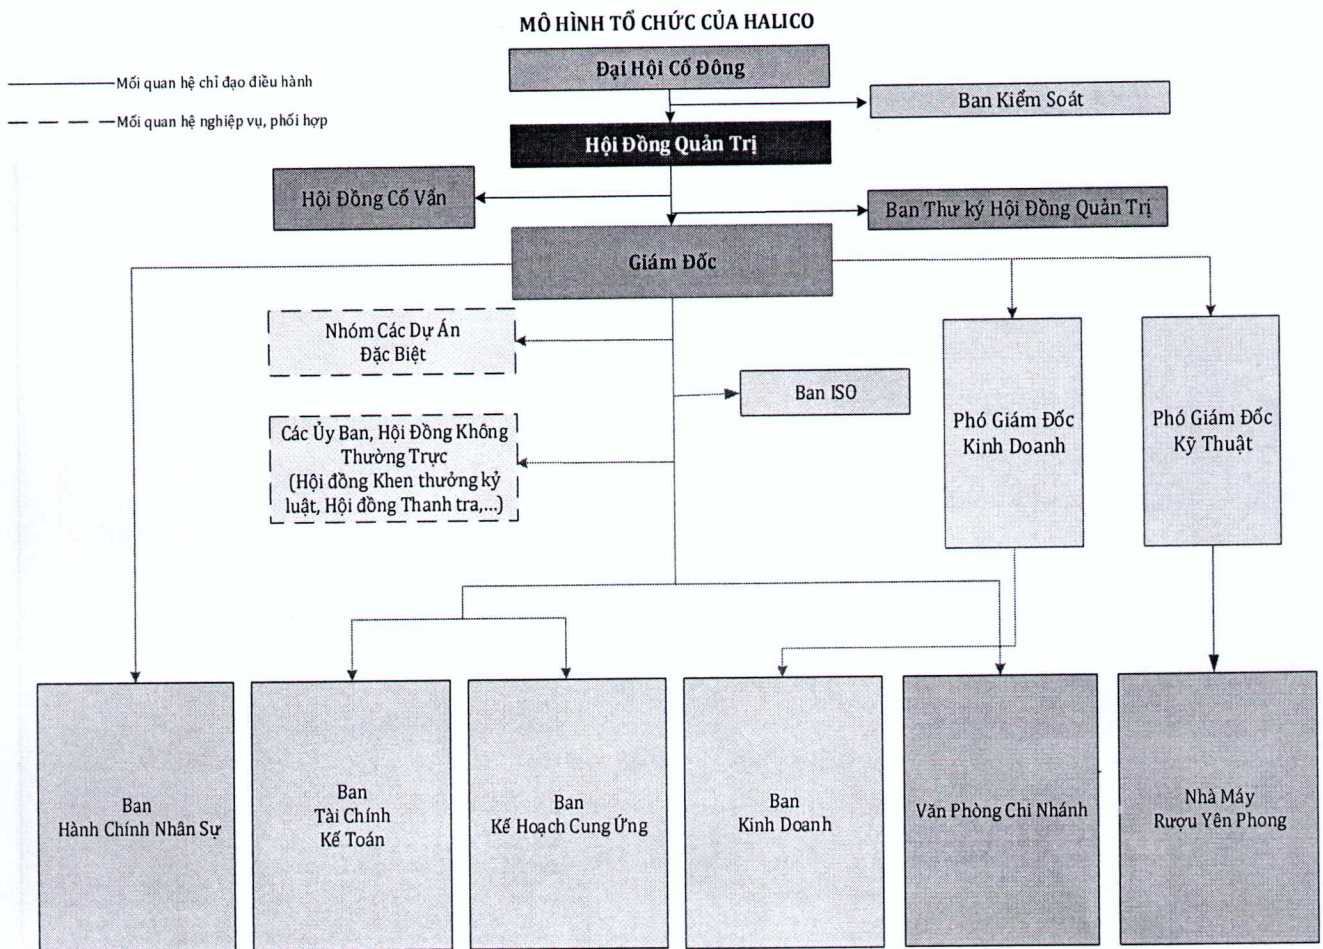 MÔ HÌNH TỔ CHỨC CỦA HALICO
Đại Hội Cổ Đông
Mối quan hệ chỉ đạo điều hành
Ban Kiểm Soát
Mối quan hệ nghiệp vụ, phối hợp
Hội Đồng Quản Trị
Hội Đồng Cố Vấn
Ban Thư ký Hội Đồng Quản Trị
Giám Đốc
Nhóm Các Dự Án
Đặc Biệt
Ban ISO
Các Ủy Ban, Hội Đồng Không
Thường Trực
(Hội đồng Khen thưởng kỷ
luật, Hội đồng Thanh tra,...)
Phó Giám Đốc
Kinh Doanh
Phó Giám Đốc
Kỹ Thuật
Ban
Hành Chính Nhân Sự
Ban
Tài Chính
Kế Toán
Ban
Kế Hoạch Cung Ứng
Ban
Kinh Doanh
Văn Phòng Chi Nhánh
Nhà Máy
Rượu Yên Phong